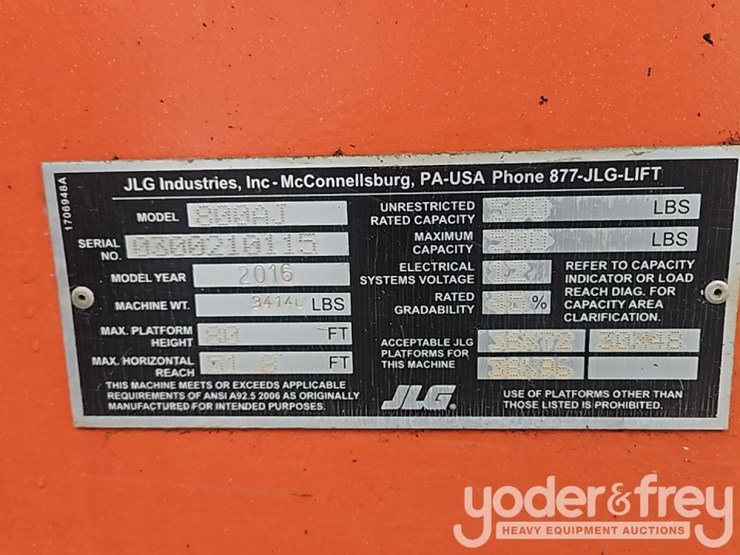 JLG Industries, Inc - McConnellsburg, PA-USA Phone 877-JLG-LIFT
1706948A
MODEL 800AJ
SERIAL NO. 0300210115
MODEL YEAR 2016
MACHINE WT. LBS
MAX. PLATFORM HEIGHT 80 FT
MAX. HORIZONTAL REACH FT
THIS MACHINE MEETS OR EXCEEDS APPLICABLE
REQUIREMENTS OF ANSI A92.5 2006 AS ORIGINALLY
MANUFACTURED FOR INTENDED PURPOSES.
UNRESTRICTED RATED CAPACITY 500 LBS
MAXIMUM CAPACITY 500 LBS
ELECTRICAL SYSTEMS VOLTAGE 12
RATED GRADABILITY 45 %
REFER TO CAPACITY
INDICATOR OR LOAD
REACH DIAG. FOR
CAPACITY AREA
CLARIFICATION.
ACCEPTABLE JLG
PLATFORMS FOR
THIS MACHINE
36X72 30X48
36X96
JLG
USE OF PLATFORMS OTHER THAN
THOSE LISTED IS PROHIBITED.
yoder & frey
HEAVY EQUIPMENT AUCTIONS